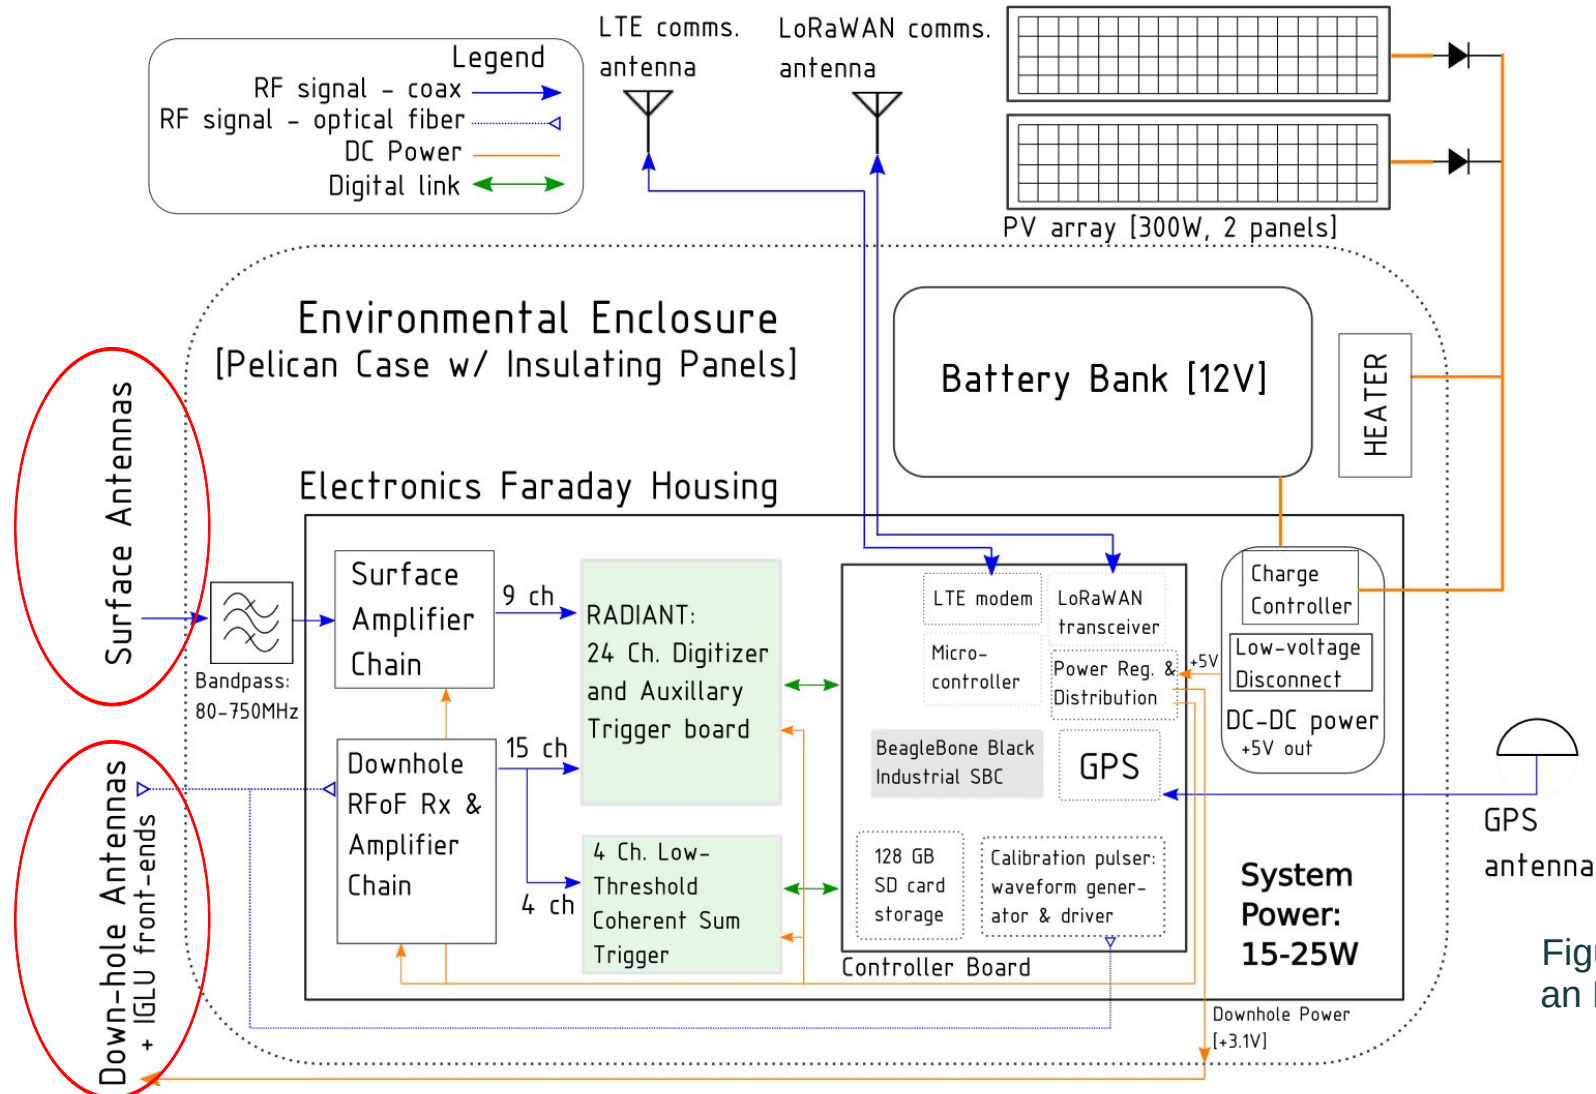 Legend
RF signal - coax
RF signal - optical fiber
DC Power
Digital link
LTE comms.
antenna
LoRaWAN comms.
antenna
PV array [300W, 2 panels]
Environmental Enclosure
[Pelican Case w/ Insulating Panels]
Battery Bank [12V]
HEATER
Surface Antennas
Bandpass:
80-750MHz
Electronics Faraday Housing
Surface
Amplifier
Chain
9 ch
RADIANT:
24 Ch. Digitizer
and Auxillary
Trigger board
Downhole
RFoF Rx &
Amplifier
Chain
15 ch
4 ch
4 Ch. Low-
Threshold
Coherent Sum
Trigger
LTE modem
LoRaWAN
transceiver
Micro-
controller
Power Reg. &
Distribution
BeagleBone Black
Industrial SBC
GPS
128 GB
SD card
storage
Calibration pulser:
waveform gener-
ator & driver
Controller Board
+5V
Charge
Controller
Low-voltage
Disconnect
DC-DC power
+5V out
GPS
antenna
System
Power:
15-25W
Downhole Power
[+3.1V]
Down-hole Antennas
+ IGLU front-ends
an